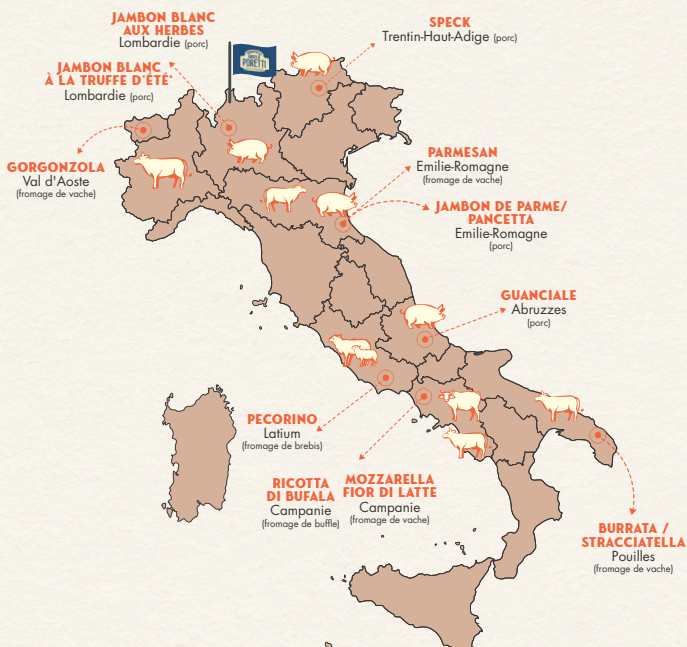 JAMBON BLANC
AUX HERBES
Lombardie (porc)
SPECK
Trentin-Haut-Adige (porc)
PORETTI
JAMBON BLANC
À LA TRUFFE D'ÉTÉ*
Lombardie (porc)
GORGONZOLA
Val d'Aoste
(fromage de vache)
PARMESAN
Emilie-Romagne
(fromage de vache)
JAMBON DE PARME/
PANCETTA
Emilie-Romagne
(porc)
GUANCIALE
Abruzzes
(porc)
PECORINO
Latium
(fromage de brebis)
RICOTTA
DI BUFALA
Campanie
(fromage de buffle)
MOZZARELLA
FIOR DI LATTE
Campanie
(fromage de vache)
BURRATA /
STRACCIATELLA
Pouilles
(fromage de vache)